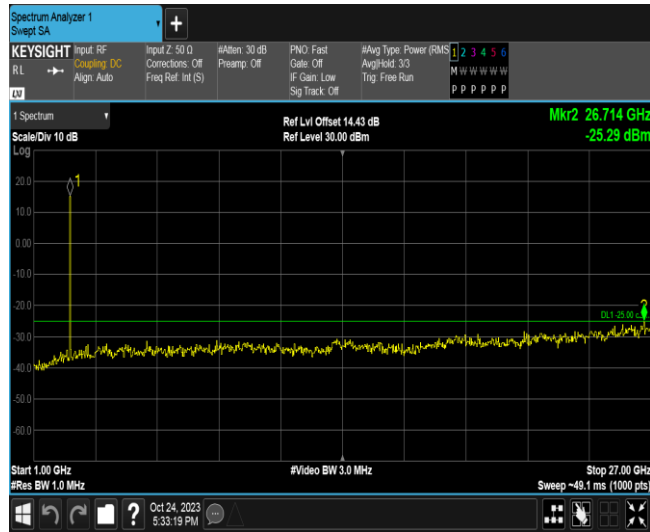 Spectrum Analyzer 1
Swept SA
KEYSIGHT
RL
LXI
Input: RF
Coupling: DC
Align: Auto
Input Z: 50 Ω
Corrections: Off
Freq Ref: Int (S)
#Atten: 30 dB
Preamp: Off
PNO: Fast
Gate: Off
IF Gain: Low
Sig Track: Off
#Avg Type: Power (RMS
Avg|Hold: 3/3
Trig: Free Run
1 2 3 4 5 6
M W W W W W
P P P P P P
1 Spectrum
Scale/Div 10 dB
Log
Ref Lvl Offset 14.43 dB
Ref Level 30.00 dBm
Mkr2 26.714 GHz
-25.29 dBm
20.0
10.0
0.00
-10.0
-20.0
-30.0
-40.0
-50.0
-60.0
1
2
DL1 -25.00
Start 1.00 GHz
#Res BW 1.0 MHz
#Video BW 3.0 MHz
Stop 27.00 GHz
Sweep ~49.1 ms (1000 pts)
?
Oct 24, 2023
5:33:19 PM